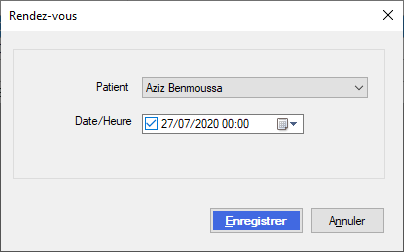 Rendez-vous
Patient Aziz Benmoussa
Date/Heure 27/07/2020 00:00
Enregistrer Annuler